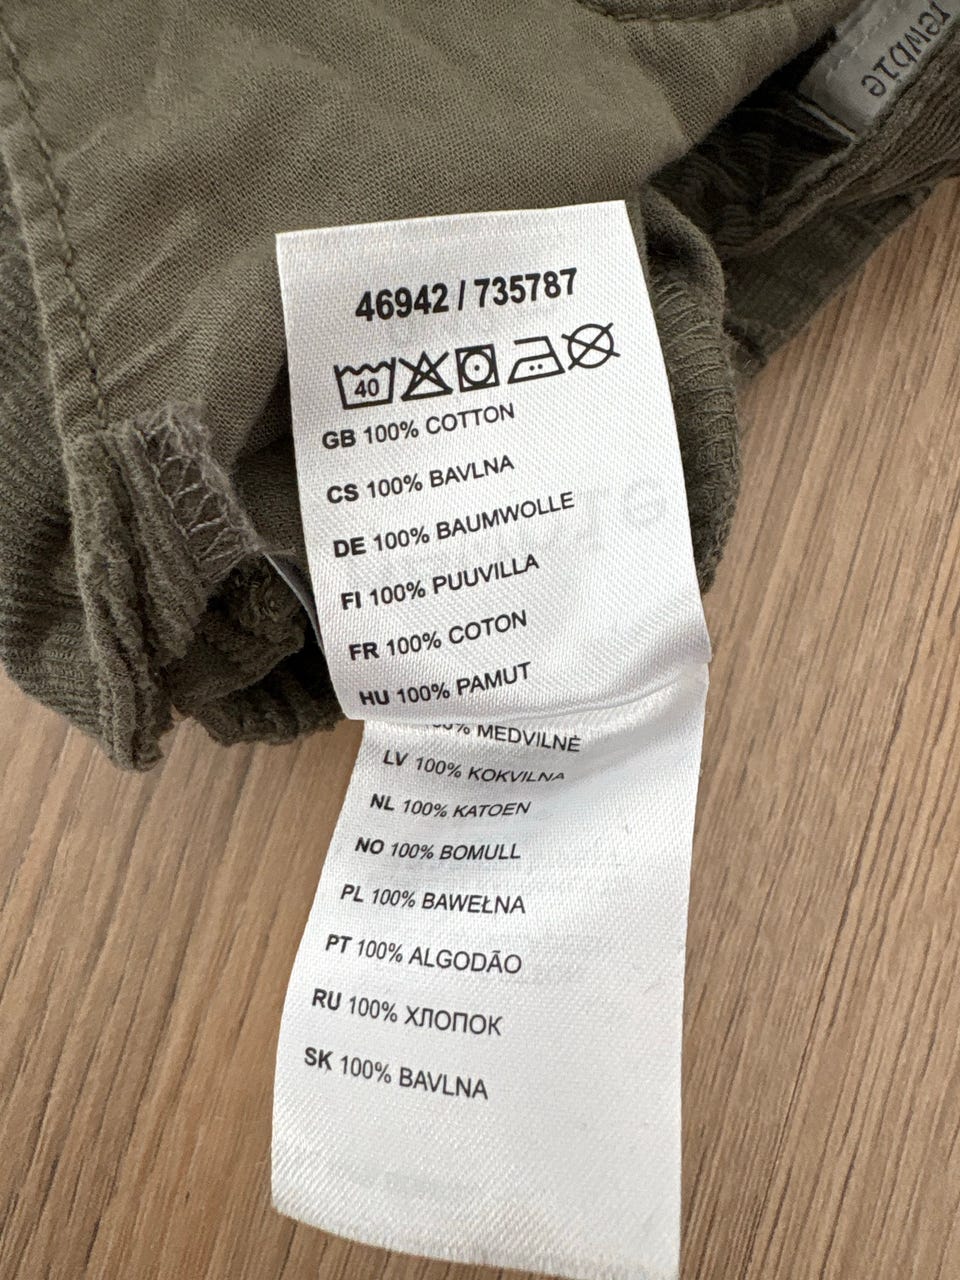 newbie
46942 / 735787
40
GB 100% COTTON
CS 100% BAVLNA
DE 100% BAUMWOLLE
FI 100% PUUVILLA
FR 100% COTON
HU 100% PAMUT
MEDVILNĖ
LV 100% KOKVILNA
NL 100% KATOEN
NO 100% BOMULL
PL 100% BAWEŁNA
PT 100% ALGODÃO
RU 100% ХЛОПОК
SK 100% BAVLNA